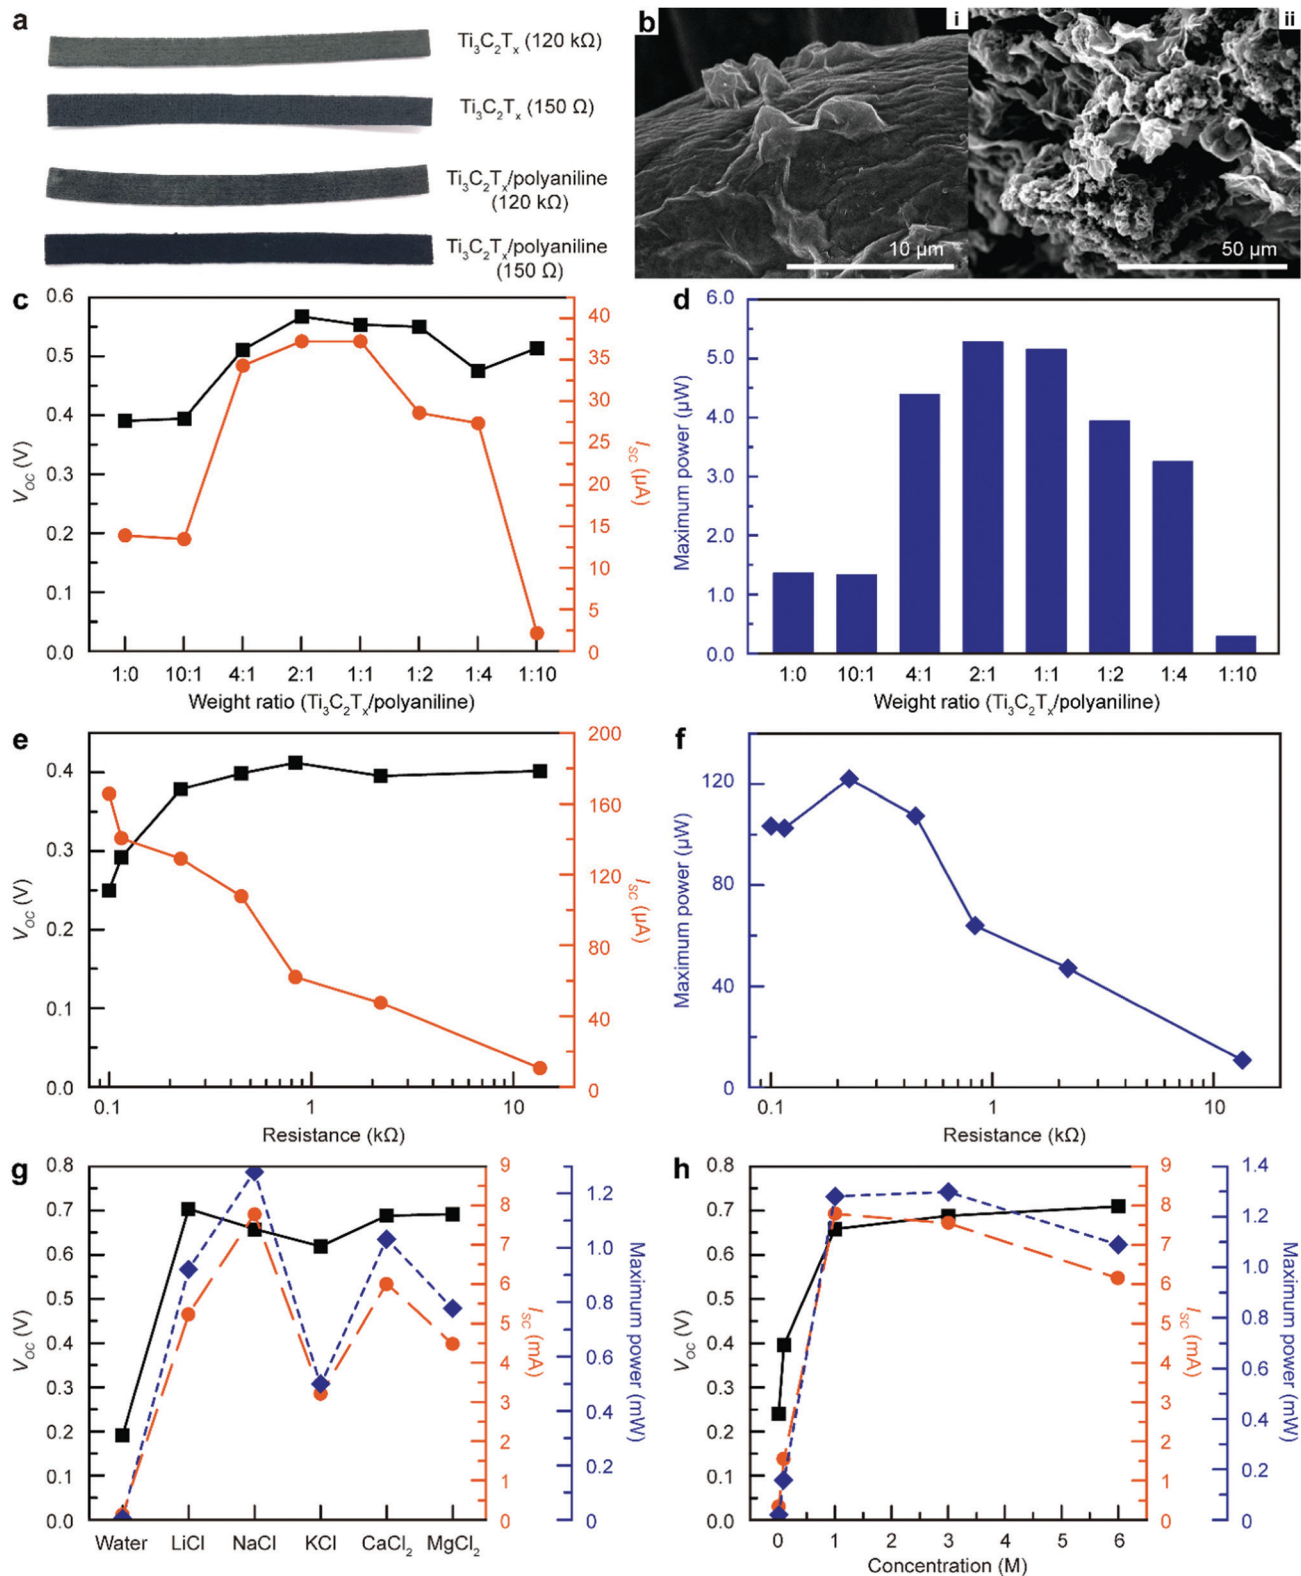 a
Ti₃C₂Tₓ (120 kΩ)
Ti₃C₂Tₓ (150 Ω)
Ti₃C₂Tₓ/polyaniline
(120 kΩ)
Ti₃C₂Tₓ/polyaniline
(150 Ω)
b
i
10 µm
ii
50 µm
c
0.6
0.5
0.4
0.3
0.2
0.1
0.0
V_OC (V)
40
35
30
25
20
15
10
5
0
I_SC (µA)
1:0 10:1 4:1 2:1 1:1 1:2 1:4 1:10
Weight ratio (Ti₃C₂Tₓ/polyaniline)
d
6.0
5.0
4.0
3.0
2.0
1.0
0.0
Maximum power (µW)
1:0 10:1 4:1 2:1 1:1 1:2 1:4 1:10
Weight ratio (Ti₃C₂Tₓ/polyaniline)
e
0.4
0.3
0.2
0.1
0.0
V_OC (V)
200
160
120
80
40
0
I_SC (µA)
0.1 1 10
Resistance (kΩ)
f
120
80
40
0
Maximum power (µW)
0.1 1 10
Resistance (kΩ)
g
0.8
0.7
0.6
0.5
0.4
0.3
0.2
0.1
0.0
V_OC (V)
9
8
7
6
5
4
3
2
1
0
I_SC (mA)
1.2
1.0
0.8
0.6
0.4
0.2
0
Maximum power (mW)
Water LiCl NaCl KCl CaCl₂ MgCl₂
h
0.8
0.7
0.6
0.5
0.4
0.3
0.2
0.1
0.0
V_OC (V)
9
8
7
6
5
4
3
2
1
0
I_SC (mA)
1.4
1.2
1.0
0.8
0.6
0.4
0.2
0
Maximum power (mW)
0 1 2 3 4 5 6
Concentration (M)